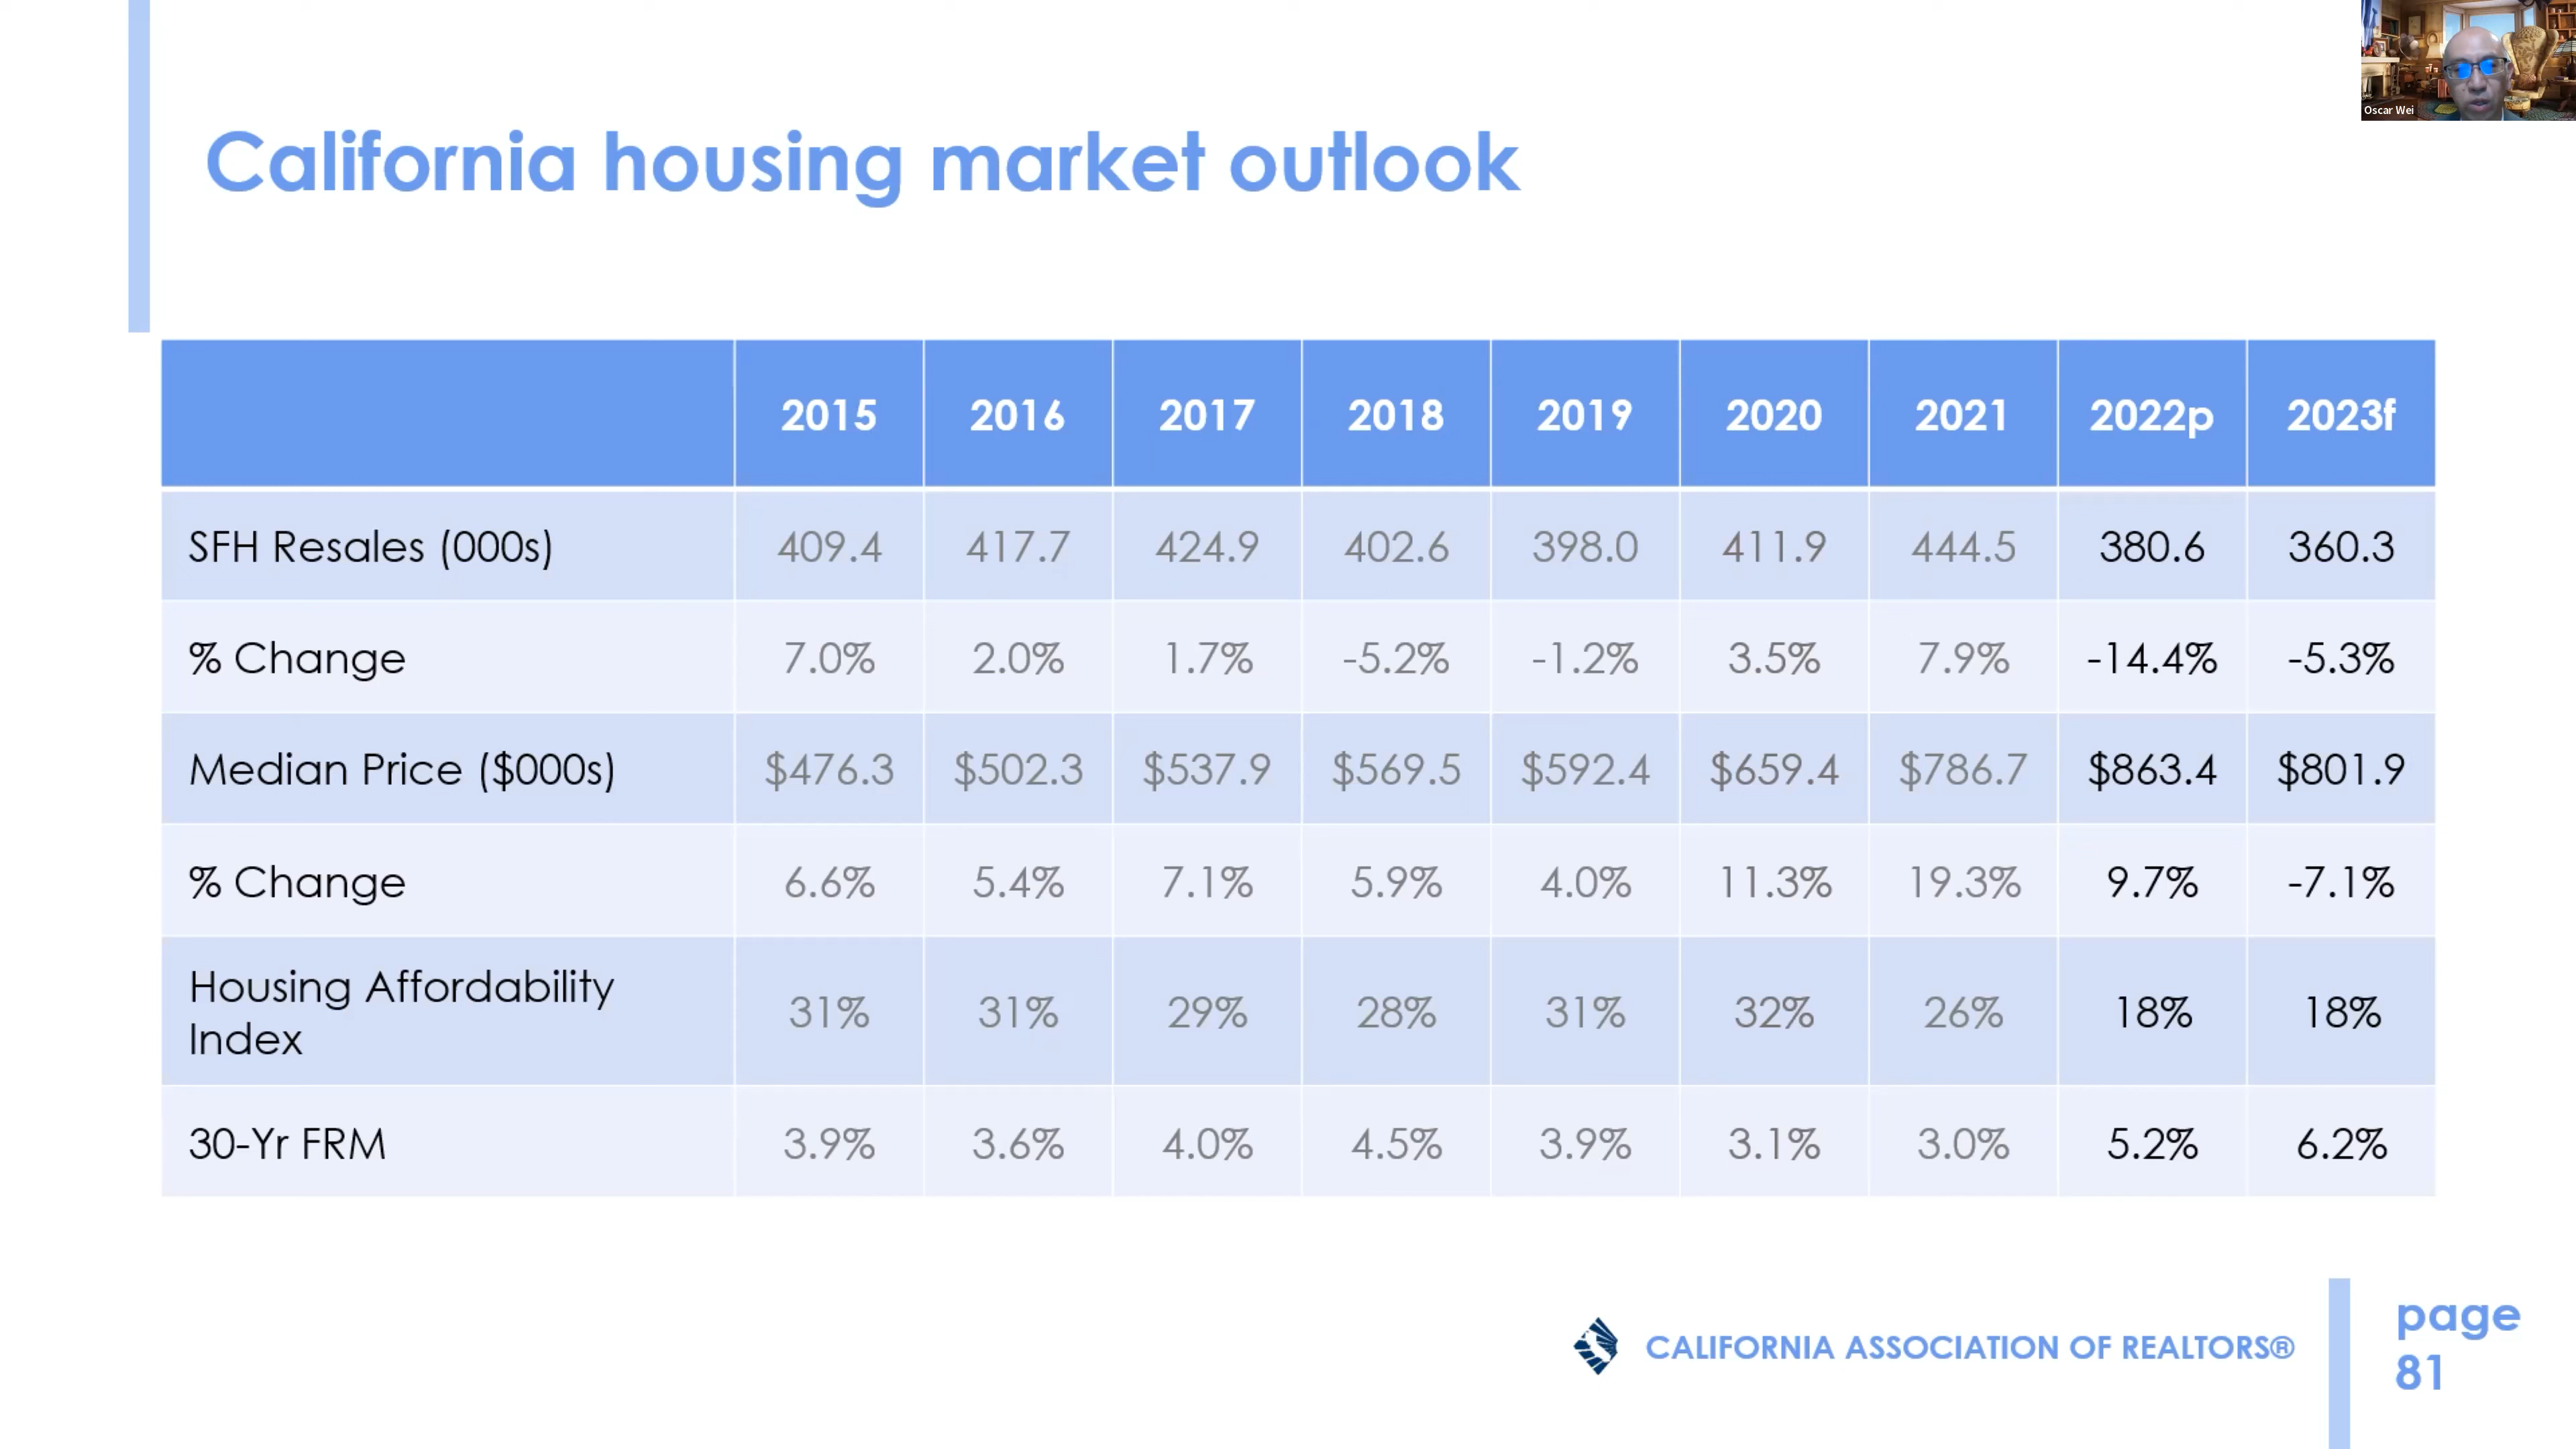 Oscar Wei
California housing market outlook
2015 2016 2017 2018 2019 2020 2021 2022p 2023f
SFH Resales (000s) 409.4 417.7 424.9 402.6 398.0 411.9 444.5 380.6 360.3
% Change 7.0% 2.0% 1.7% -5.2% -1.2% 3.5% 7.9% -14.4% -5.3%
Median Price ($000s) $476.3 $502.3 $537.9 $569.5 $592.4 $659.4 $786.7 $863.4 $801.9
% Change 6.6% 5.4% 7.1% 5.9% 4.0% 11.3% 19.3% 9.7% -7.1%
Housing Affordability
Index 31% 31% 29% 28% 31% 32% 26% 18% 18%
30-Yr FRM 3.9% 3.6% 4.0% 4.5% 3.9% 3.1% 3.0% 5.2% 6.2%
CALIFORNIA ASSOCIATION OF REALTORS®
page
81